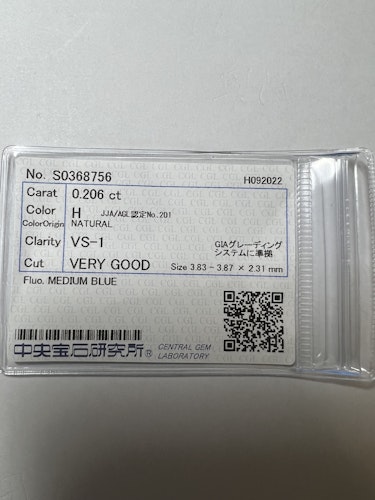 No. S0368756
H092022
Carat 0.206 ct
Color H JJA/AGL認定No.201
ColorOrigin NATURAL
Clarity VS-1 GIAグレーディングシステムに準拠
Cut VERY GOOD Size 3.83 - 3.87 × 2.31 mm
Fluo. MEDIUM BLUE
中央宝石研究所® CENTRAL GEM LABORATORY